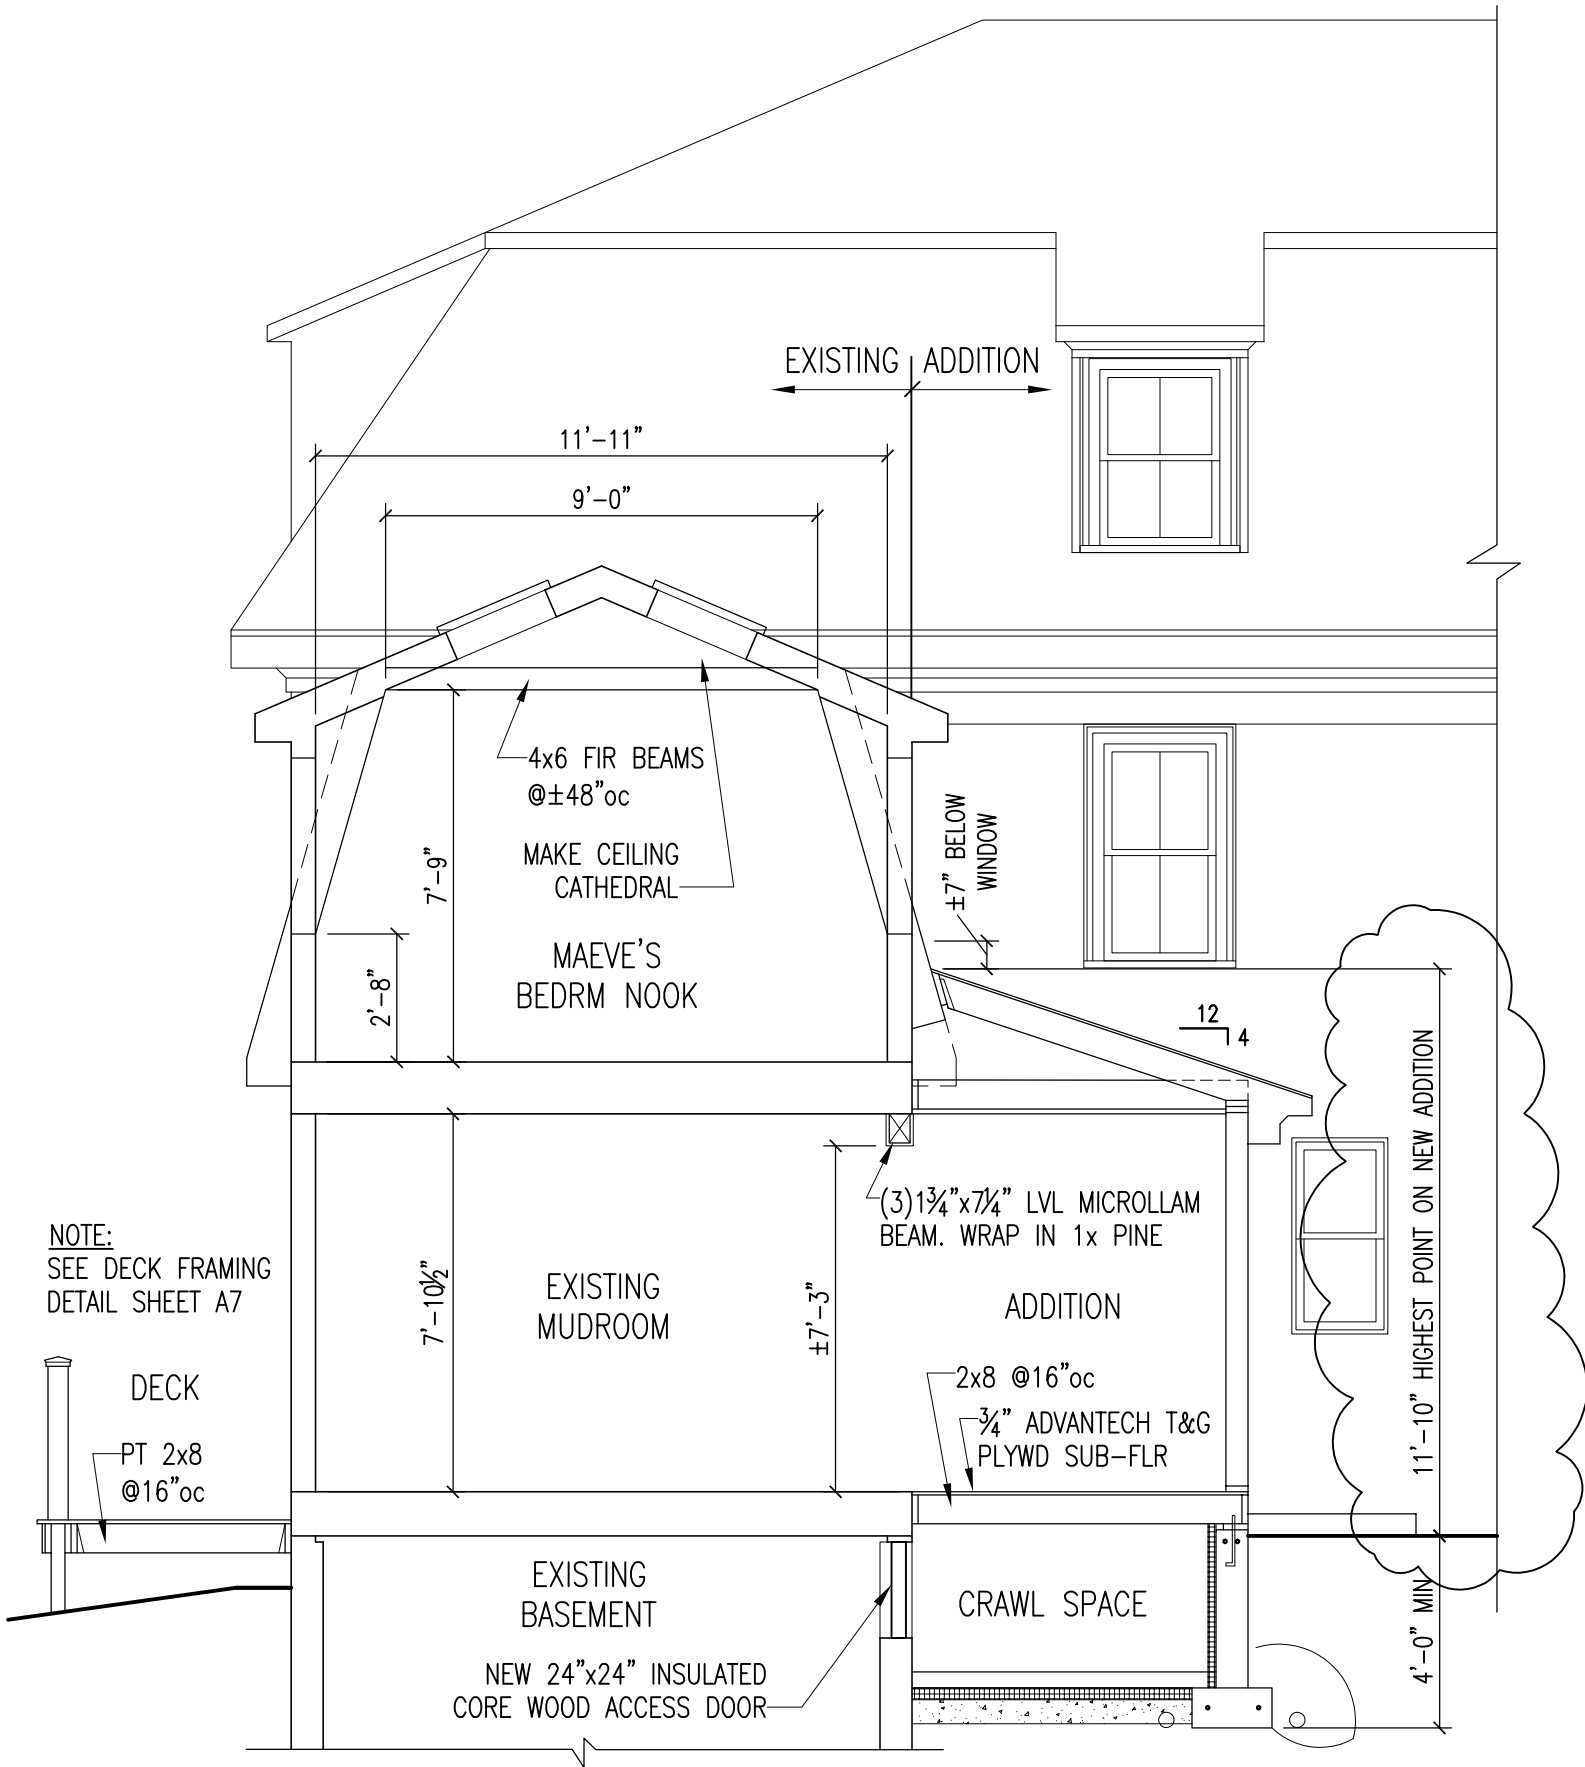 EXISTING ADDITION
11'-11"
9'-0"
4x6 FIR BEAMS
@±48"oc
MAKE CEILING
CATHEDRAL
7'-9"
±7" BELOW
WINDOW
MAEVE'S
BEDRM NOOK
2'-8"
12
4
11'-10" HIGHEST POINT ON NEW ADDITION
(3)1¾"x7¼" LVL MICROLLAM
BEAM. WRAP IN 1x PINE
NOTE:
SEE DECK FRAMING
DETAIL SHEET A7
7'-10½"
EXISTING
MUDROOM
±7'-3"
ADDITION
DECK
2x8 @16"oc
¾" ADVANTECH T&G
PLYWD SUB-FLR
PT 2x8
@16"oc
EXISTING
BASEMENT
CRAWL SPACE
4'-0" MIN
NEW 24"x24" INSULATED
CORE WOOD ACCESS DOOR